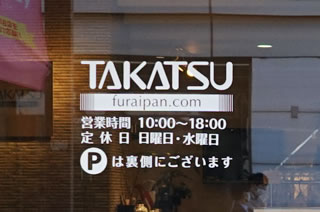 TAKATSU
furaipan.com
営業時間 10:00～18:00
定休日 日曜日・水曜日
Pは裏側にございます